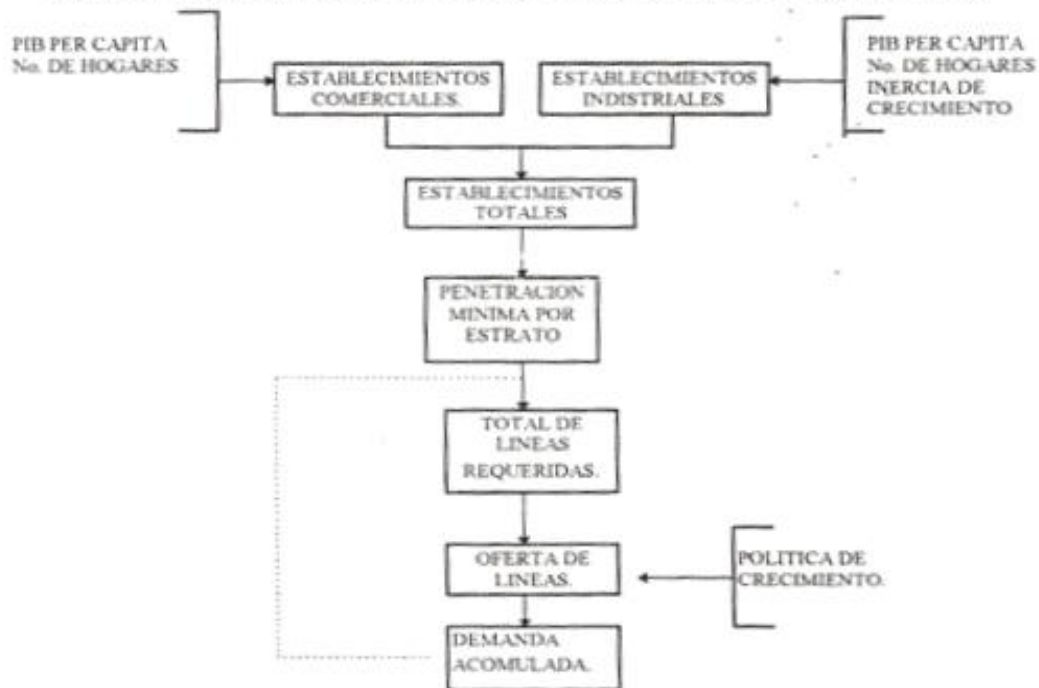 PIB PER CAPITA
No. DE HOGARES
ESTABLECIMIENTOS
COMERCIALES.
ESTABLECIMIENTOS
INDISTRIALES
PIB PER CAPITA
No. DE HOGARES
INERCIA DE
CRECIMIENTO
ESTABLECIMIENTOS
TOTALES
PENETRACION
MINIMA POR
ESTRATO
TOTAL DE
LINEAS
REQUERIDAS.
OFERTA DE
LINEAS.
POLITICA DE
CRECIMIENTO.
DEMANDA
ACOMULADA.